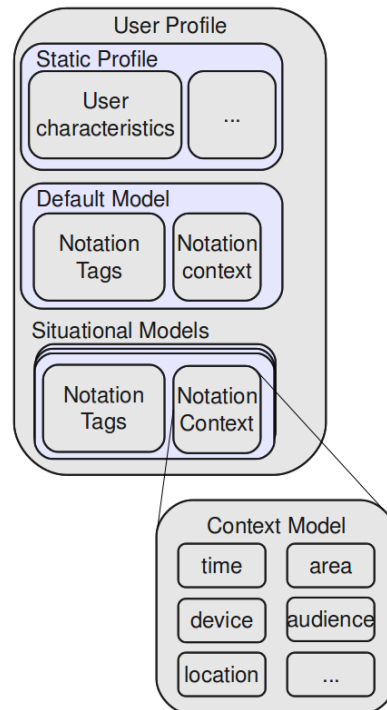 User Profile
Static Profile
User
characteristics
...
Default Model
Notation
Tags
Notation
context
Situational Models
Notation
Tags
Notation
Context
Context Model
time
area
device
audience
location
...